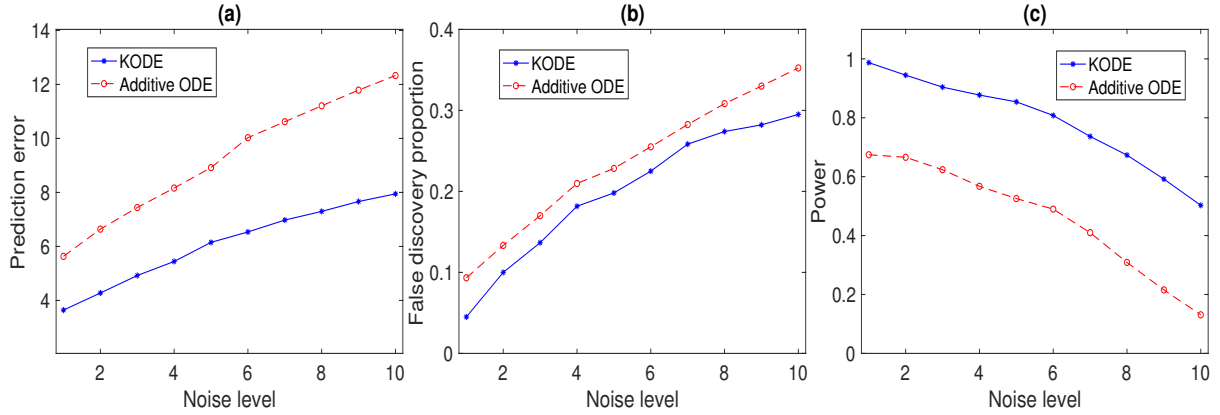 (a)
Prediction error
14
12
10
8
6
4
KODE
Additive ODE
2
4
6
8
10
Noise level
(b)
False discovery proportion
0.4
0.3
0.2
0.1
0
KODE
Additive ODE
2
4
6
8
10
Noise level
(c)
Power
1
0.8
0.6
0.4
0.2
0
KODE
Additive ODE
2
4
6
8
10
Noise level